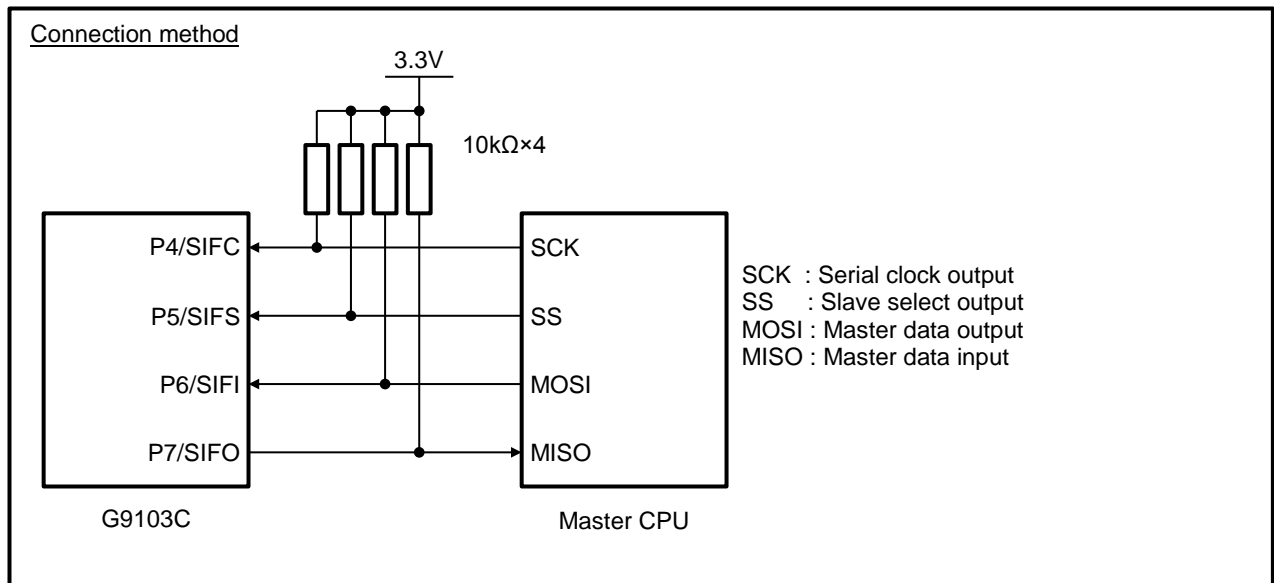 Connection method
3.3V
10kΩ×4
P4/SIFC
SCK
P5/SIFS
SS
P6/SIFI
MOSI
P7/SIFO
MISO
SCK : Serial clock output
SS : Slave select output
MOSI : Master data output
MISO : Master data input
G9103C
Master CPU